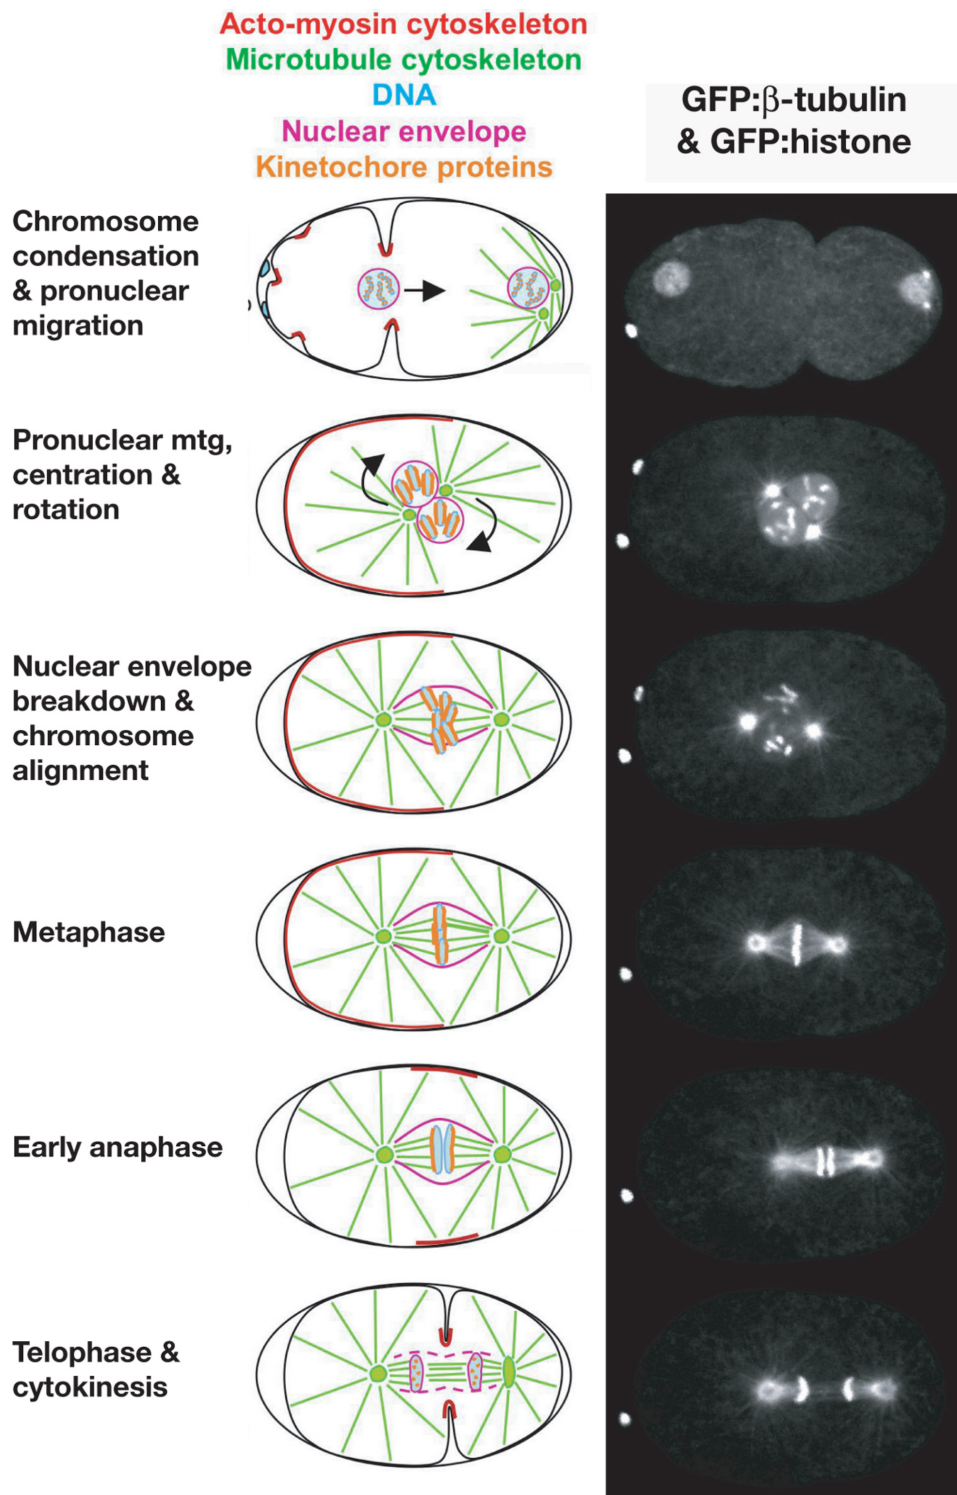 Acto-myosin cytoskeleton
Microtubule cytoskeleton
DNA
Nuclear envelope
Kinetochore proteins
GFP:β-tubulin
& GFP:histone
Chromosome
condensation
& pronuclear
migration
Pronuclear mtg,
centration &
rotation
Nuclear envelope
breakdown &
chromosome
alignment
Metaphase
Early anaphase
Telophase &
cytokinesis